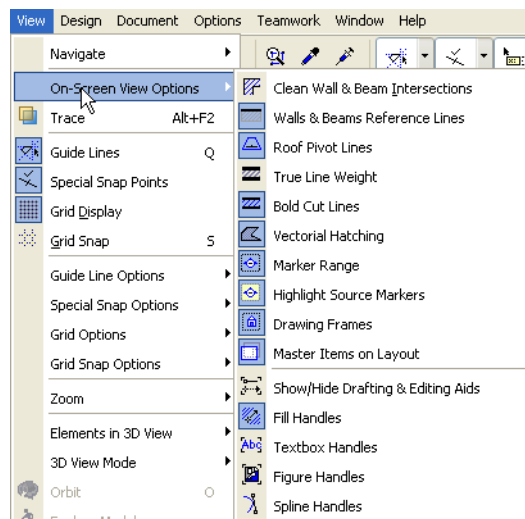 View Design Document Options Teamwork Window Help
Navigate
On-Screen View Options
Trace Alt+F2
Guide Lines Q
Special Snap Points
Grid Display
Grid Snap S
Guide Line Options
Special Snap Options
Grid Options
Grid Snap Options
Zoom
Elements in 3D View
3D View Mode
Orbit O
Clean Wall & Beam Intersections
Walls & Beams Reference Lines
Roof Pivot Lines
True Line Weight
Bold Cut Lines
Vectorial Hatching
Marker Range
Highlight Source Markers
Drawing Frames
Master Items on Layout
Show/Hide Drafting & Editing Aids
Fill Handles
Textbox Handles
Figure Handles
Spline Handles